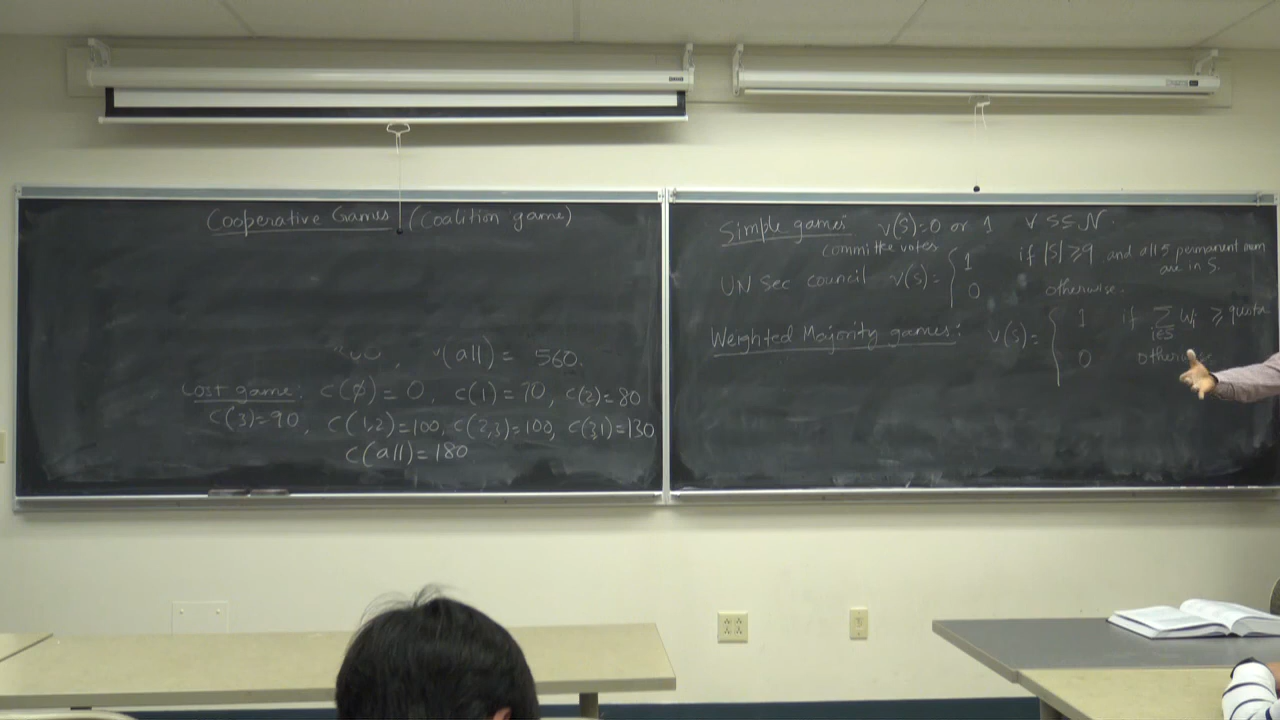 Cooperative Games (Coalition game)
v(all) = 560.
Cost game: c(∅) = 0, c(1) = 70, c(2) = 80
c(3) = 90, c(1,2) = 100, c(2,3) = 100, c(3,1) = 130
c(all) = 180
Simple games: v(S) = 0 or 1 ∀ S ⊆ N.
committe votes
UN Sec council v(S) = { 1 if |S| ≥ 9 and all 5 permanent mem
are in S.
0 otherwise.
Weighted Majority games: v(S) = { 1 if Σ i∈S wi ≥ quota
0 otherwise